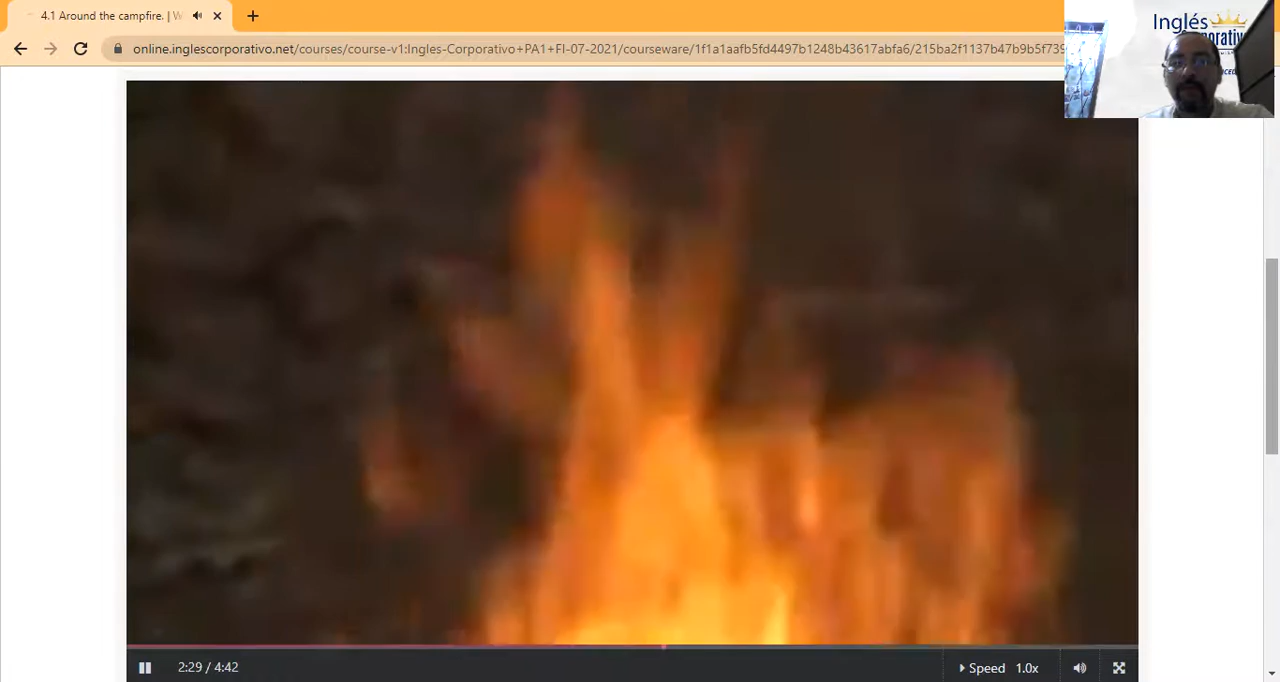 4.1 Around the campfire. | W
online.inglescorporativo.net/courses/course-v1:Ingles-Corporativo+PA1+FI-07-2021/courseware/1f1a1aafb5fd4497b1248b43617abfa6/215ba2f1137b47b9b5f739
Inglés
Corporativ
2:29 / 4:42
Speed 1.0x